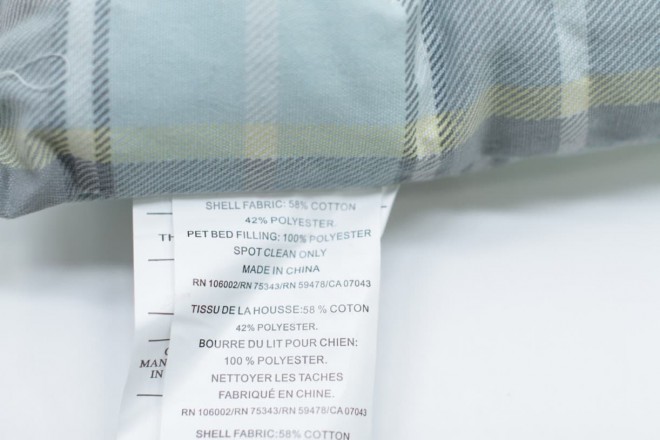 SHELL FABRIC: 58% COTTON
42% POLYESTER.
PET BED FILLING: 100% POLYESTER
SPOT CLEAN ONLY
MADE IN CHINA
RN 106002/RN 75343/RN 59478/CA 07043
TISSU DE LA HOUSSE:58 % COTON
42% POLYESTER.
BOURRE DU LIT POUR CHIEN:
100 % POLYESTER.
NETTOYER LES TACHES
FABRIQUÉ EN CHINE.
RN 106002/RN 75343/RN 59478/CA 07043
SHELL FABRIC:58% COTTON
TH
MAN
IN